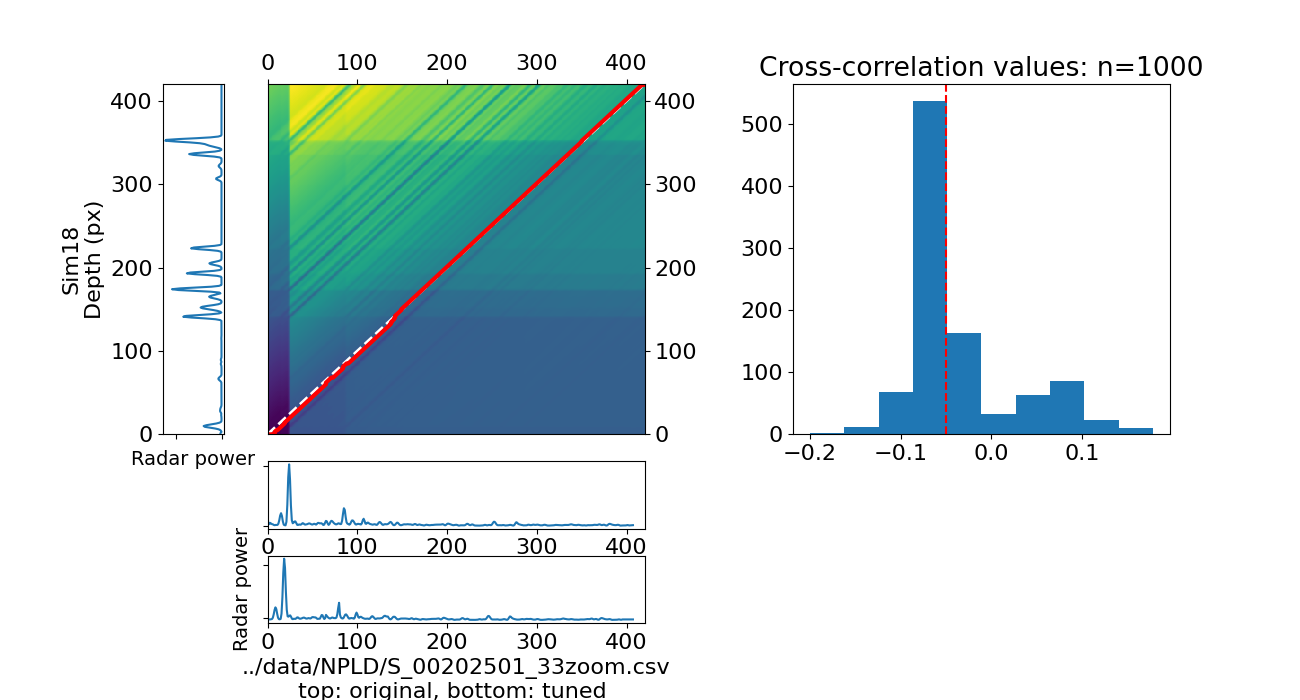 Cross-correlation values: n=1000
0 100 200 300 400
400
300
200
100
0
Sim18
Depth (px)
Radar power
400
300
200
100
0
500
400
300
200
100
0
−0.2 −0.1 0.0 0.1
0 100 200 300 400
Radar power
0 100 200 300 400
../data/NPLD/S_00202501_33zoom.csv
top: original, bottom: tuned